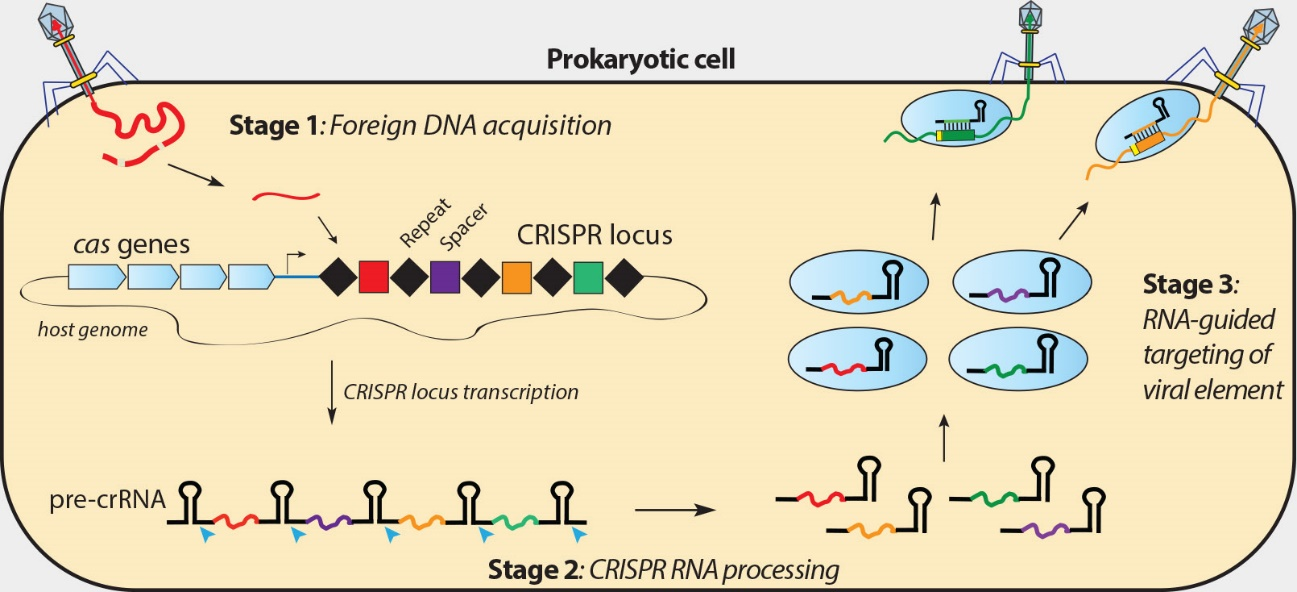 Prokaryotic cell
Stage 1: Foreign DNA acquisition
cas genes
Repeat
Spacer
CRISPR locus
host genome
CRISPR locus transcription
pre-crRNA
Stage 2: CRISPR RNA processing
Stage 3:
RNA-guided
targeting of
viral element